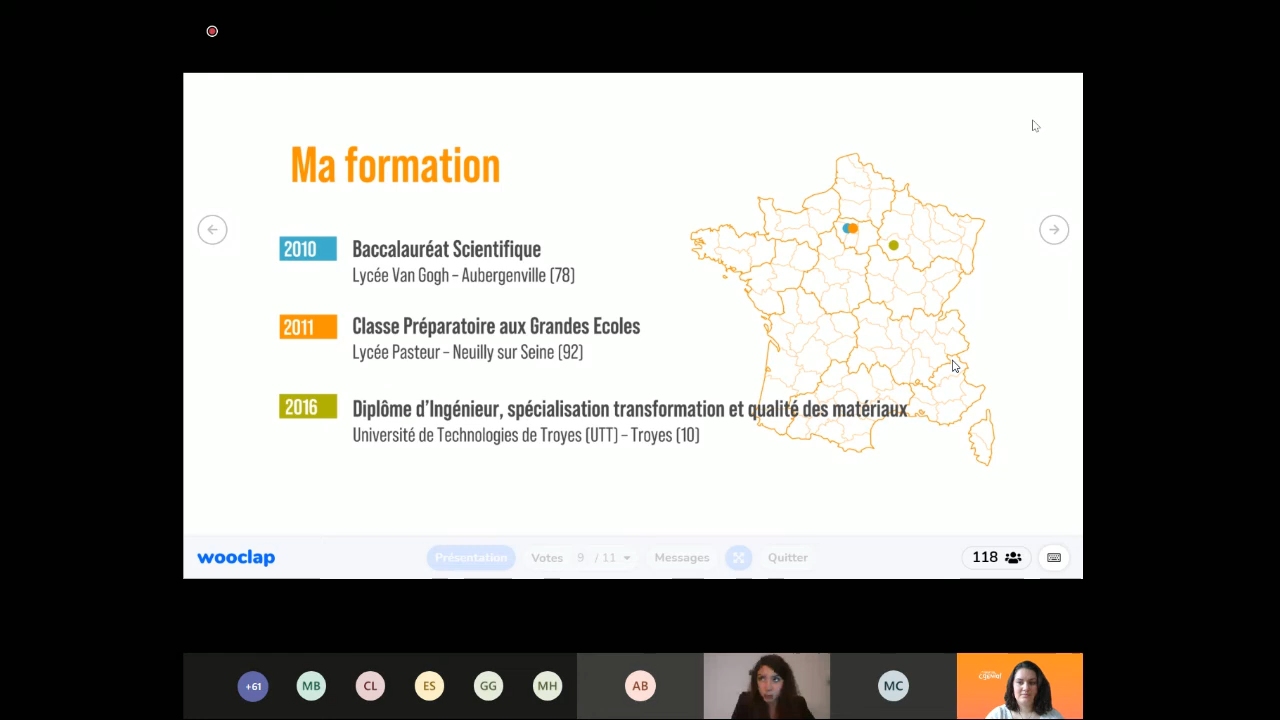 Ma formation
2010
Baccalauréat Scientifique
Lycée Van Gogh – Aubergenville (78)
2011
Classe Préparatoire aux Grandes Ecoles
Lycée Pasteur – Neuilly sur Seine (92)
2016
Diplôme d'Ingénieur, spécialisation transformation et qualité des matériaux
Université de Technologies de Troyes (UTT) – Troyes (10)
wooclap
Présentation
Votes 9 / 11
Messages
Quitter
118
+61
MB
CL
ES
GG
MH
AB
MC
c'génial